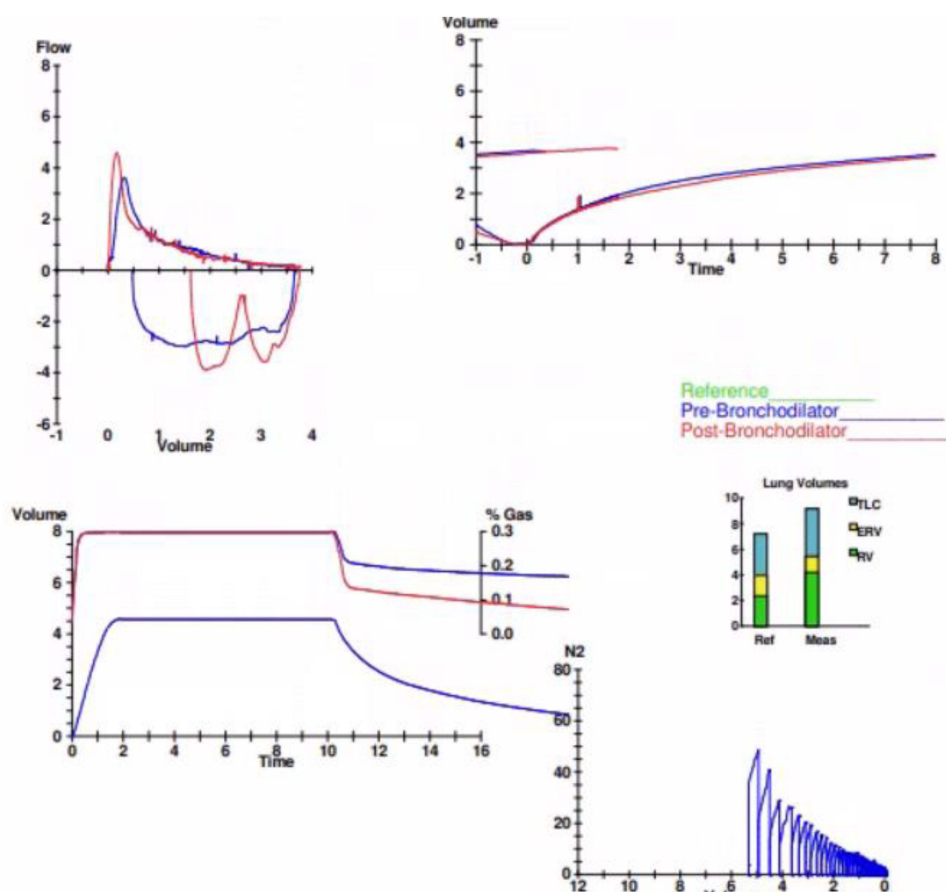 Flow
8
6
4
2
0
-2
-4
-6
-1 0 1 2 3 4
Volume
Volume
8
6
4
2
0
-1 0 1 2 3 4 5 6 7 8
Time
Reference
Pre-Bronchodilator
Post-Bronchodilator
Volume
8
6
4
2
0
0 2 4 6 8 10 12 14 16
Time
% Gas
0.3
0.2
0.1
0.0
Lung Volumes
10
8
6
4
2
0
Ref Meas
TLC
ERV
RV
N2
80
60
40
20
0
12 10 8 6 4 2 0